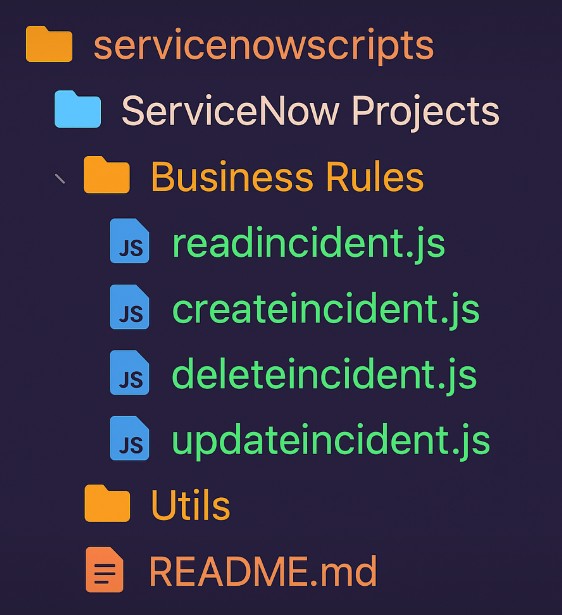 servicenowscripts
ServiceNow Projects
Business Rules
JS readincident.js
JS createincident.js
JS deleteincident.js
JS updateincident.js
Utils
README.md